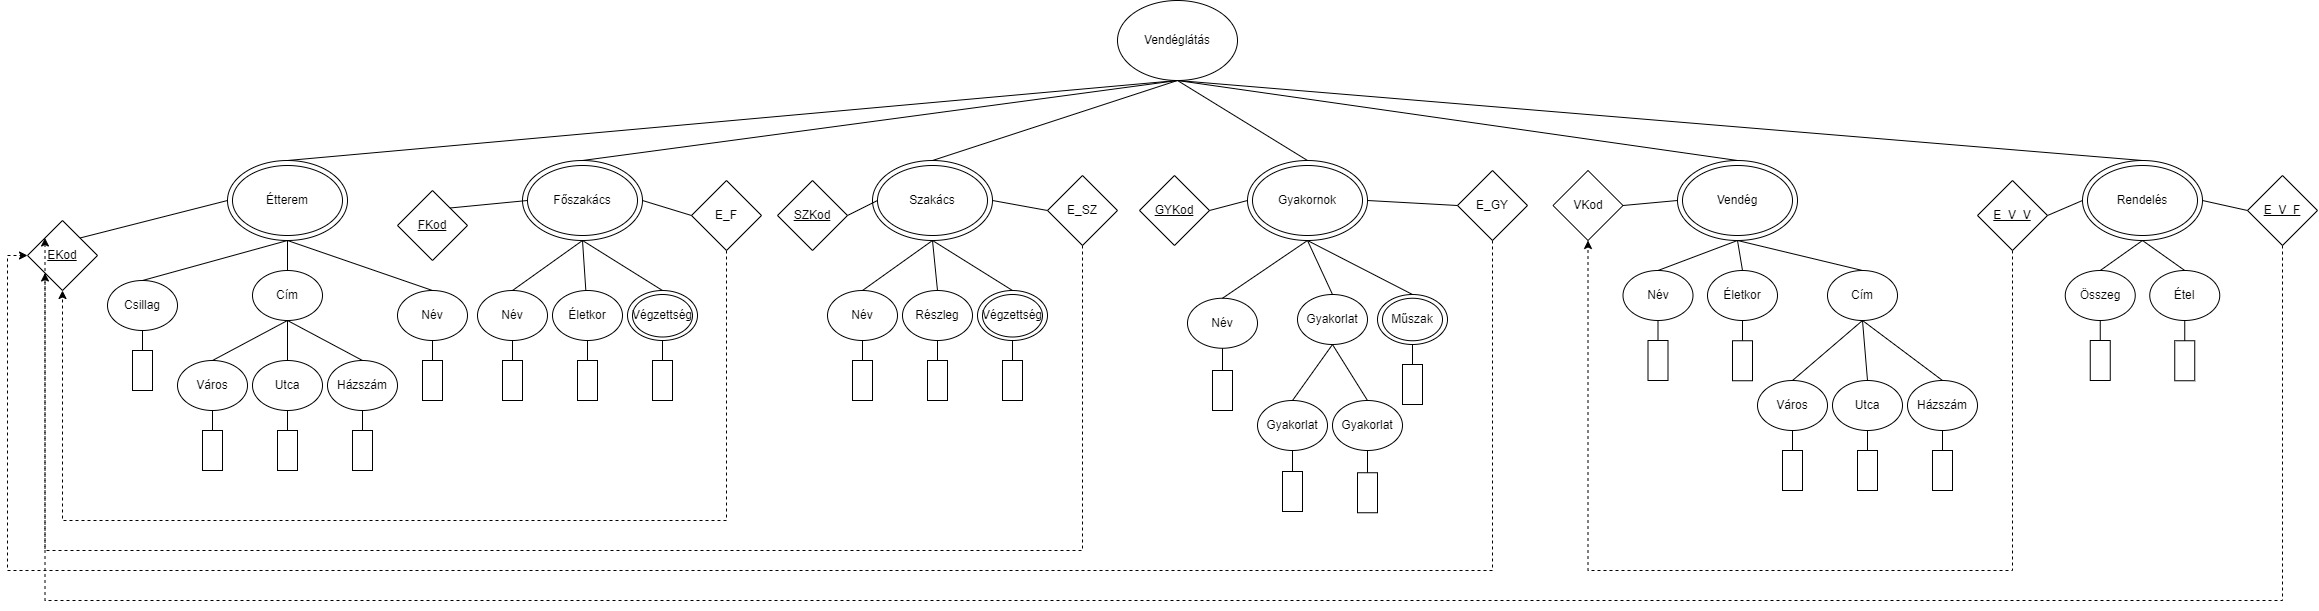 Vendéglátás
Étterem
Főszakács
Szakács
Gyakornok
Vendég
Rendelés
EKod
FKod
E_F
SZKod
E_SZ
GYKod
E_GY
VKod
E_V_V
E_V_F
Csillag
Cím
Név
Név
Életkor
Végzettség
Név
Részleg
Végzettség
Név
Gyakorlat
Műszak
Név
Életkor
Cím
Összeg
Étel
Város
Utca
Házszám
Gyakorlat
Gyakorlat
Város
Utca
Házszám